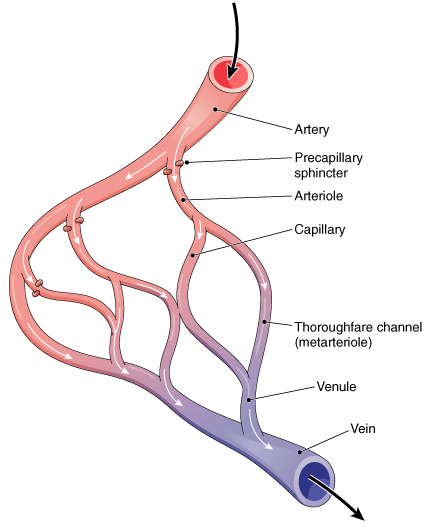 Artery
Precapillary
sphincter
Arteriole
Capillary
Thoroughfare channel
(metarteriole)
Venule
Vein